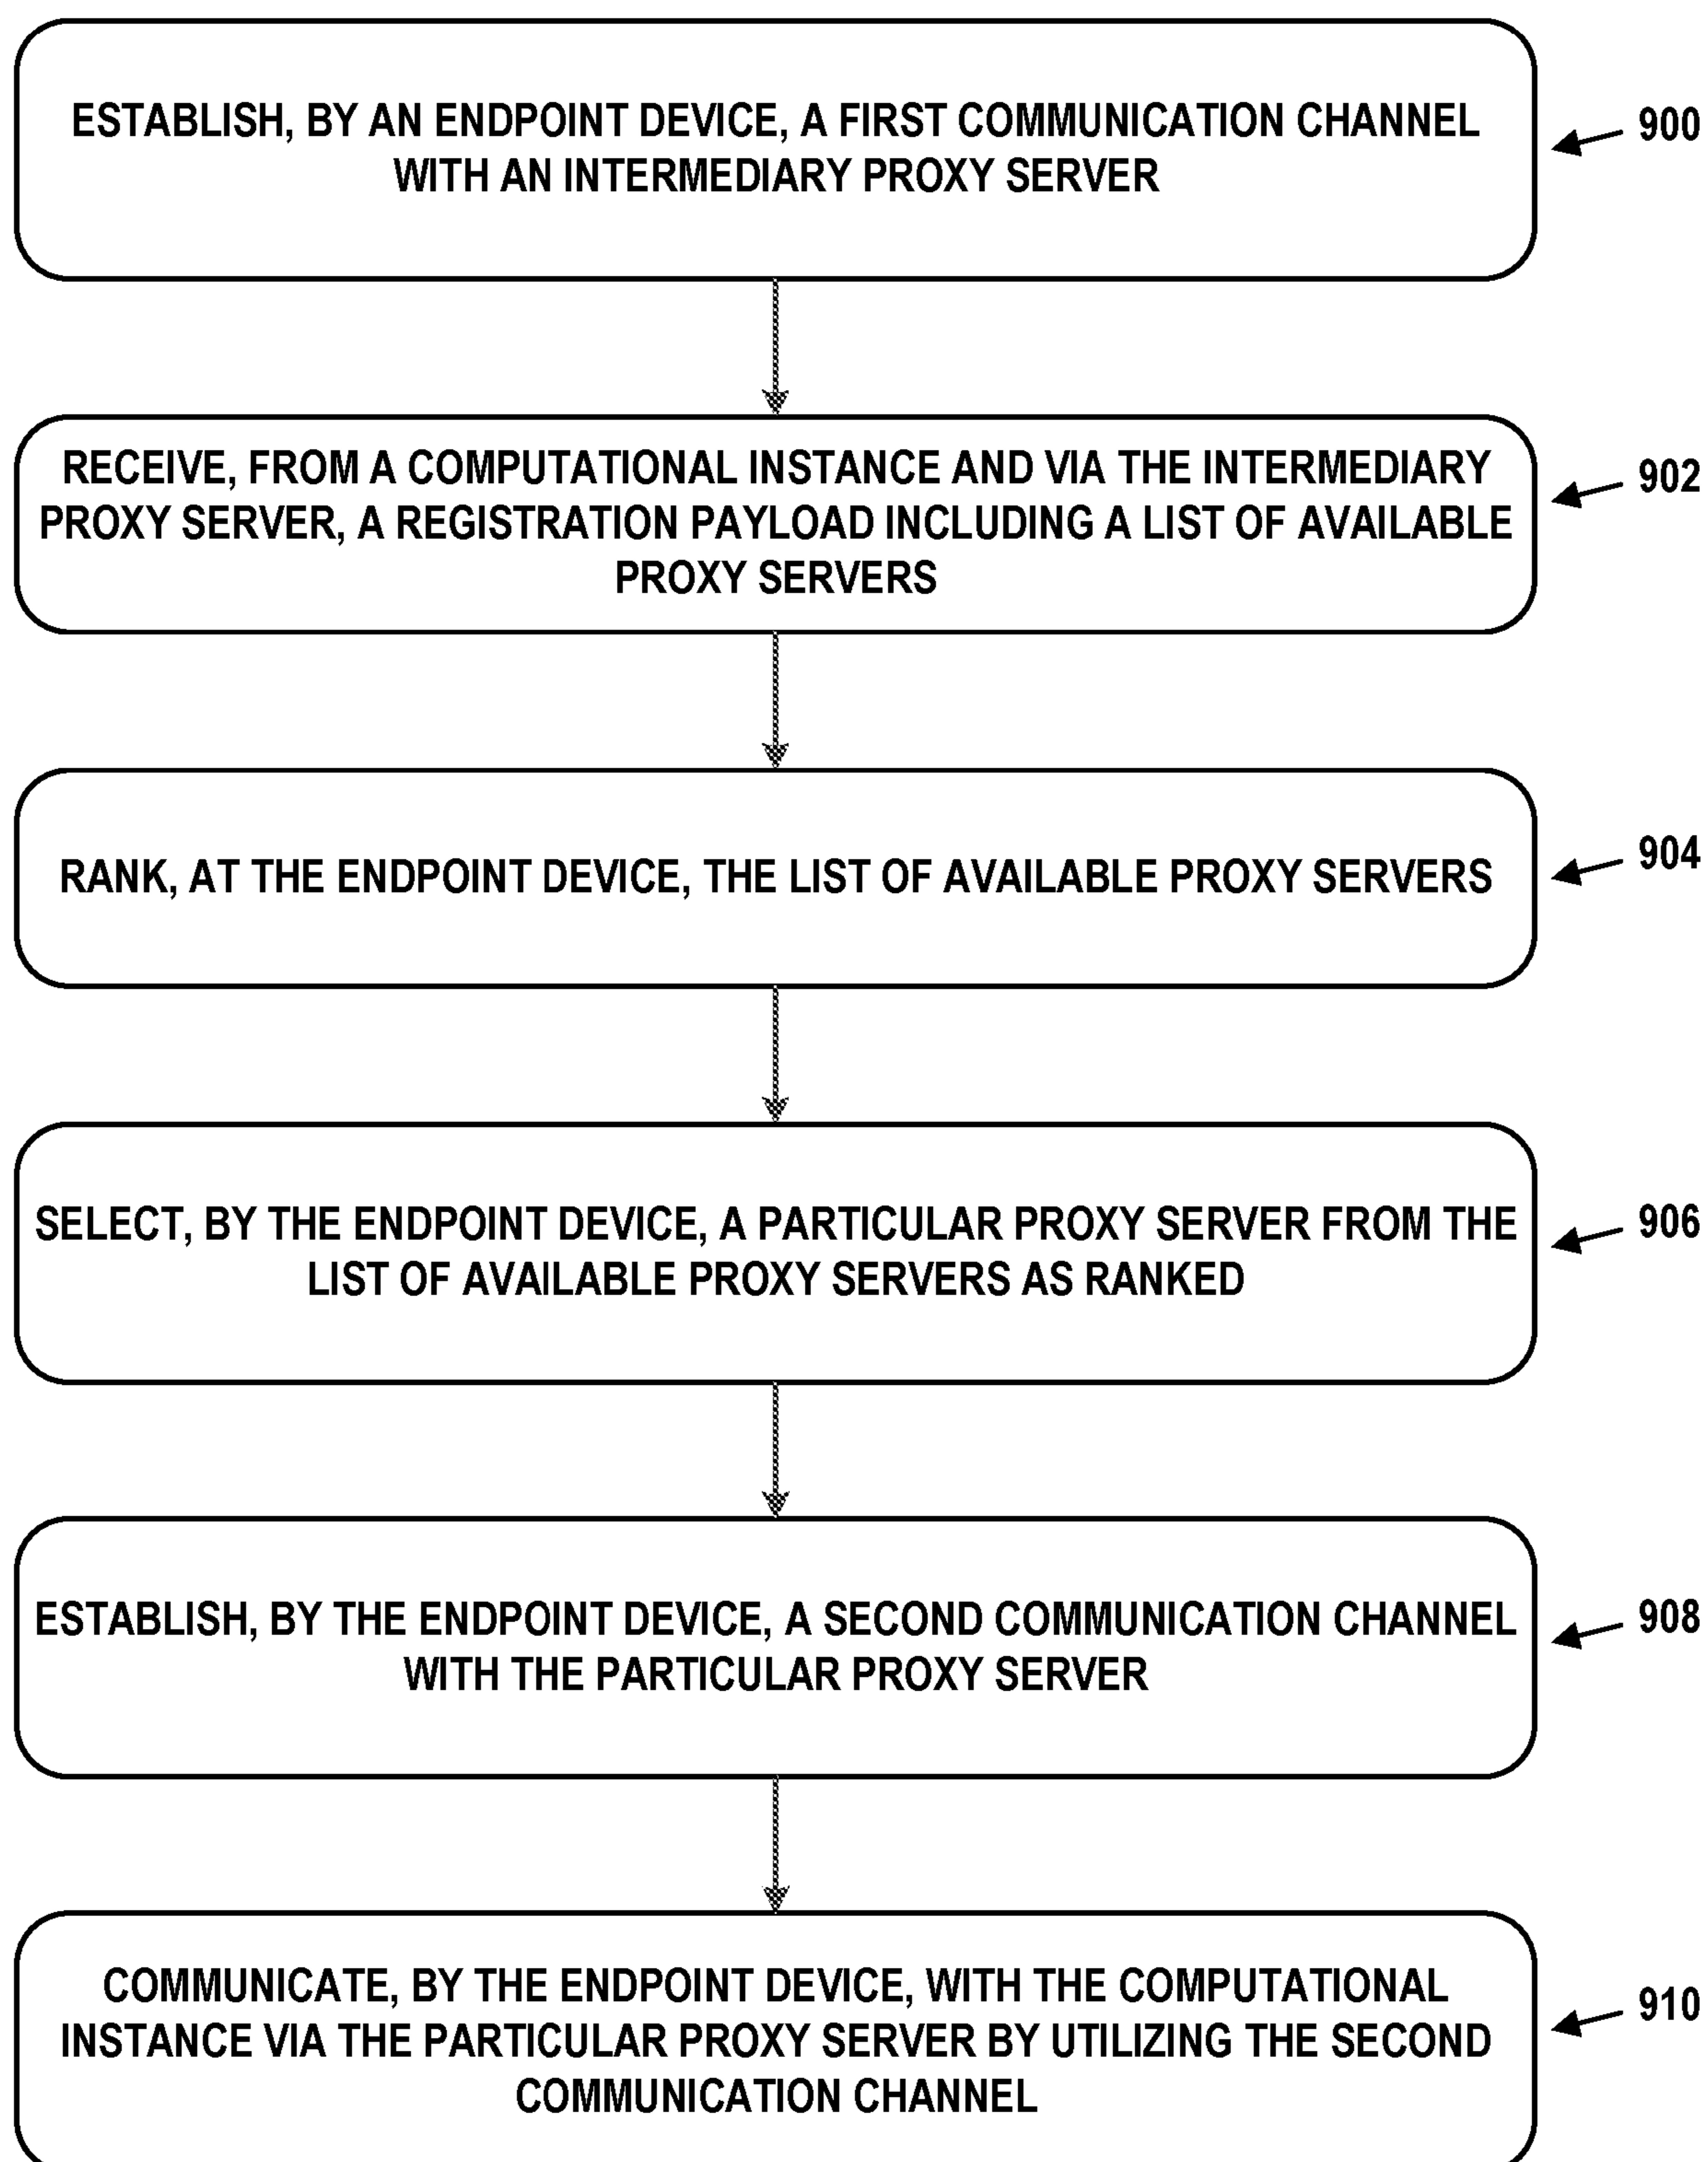 ESTABLISH, BY AN ENDPOINT DEVICE, A FIRST COMMUNICATION CHANNEL
WITH AN INTERMEDIARY PROXY SERVER
900
RECEIVE, FROM A COMPUTATIONAL INSTANCE AND VIA THE INTERMEDIARY
PROXY SERVER, A REGISTRATION PAYLOAD INCLUDING A LIST OF AVAILABLE
PROXY SERVERS
902
RANK, AT THE ENDPOINT DEVICE, THE LIST OF AVAILABLE PROXY SERVERS
904
SELECT, BY THE ENDPOINT DEVICE, A PARTICULAR PROXY SERVER FROM THE
LIST OF AVAILABLE PROXY SERVERS AS RANKED
906
ESTABLISH, BY THE ENDPOINT DEVICE, A SECOND COMMUNICATION CHANNEL
WITH THE PARTICULAR PROXY SERVER
908
COMMUNICATE, BY THE ENDPOINT DEVICE, WITH THE COMPUTATIONAL
INSTANCE VIA THE PARTICULAR PROXY SERVER BY UTILIZING THE SECOND
COMMUNICATION CHANNEL
910